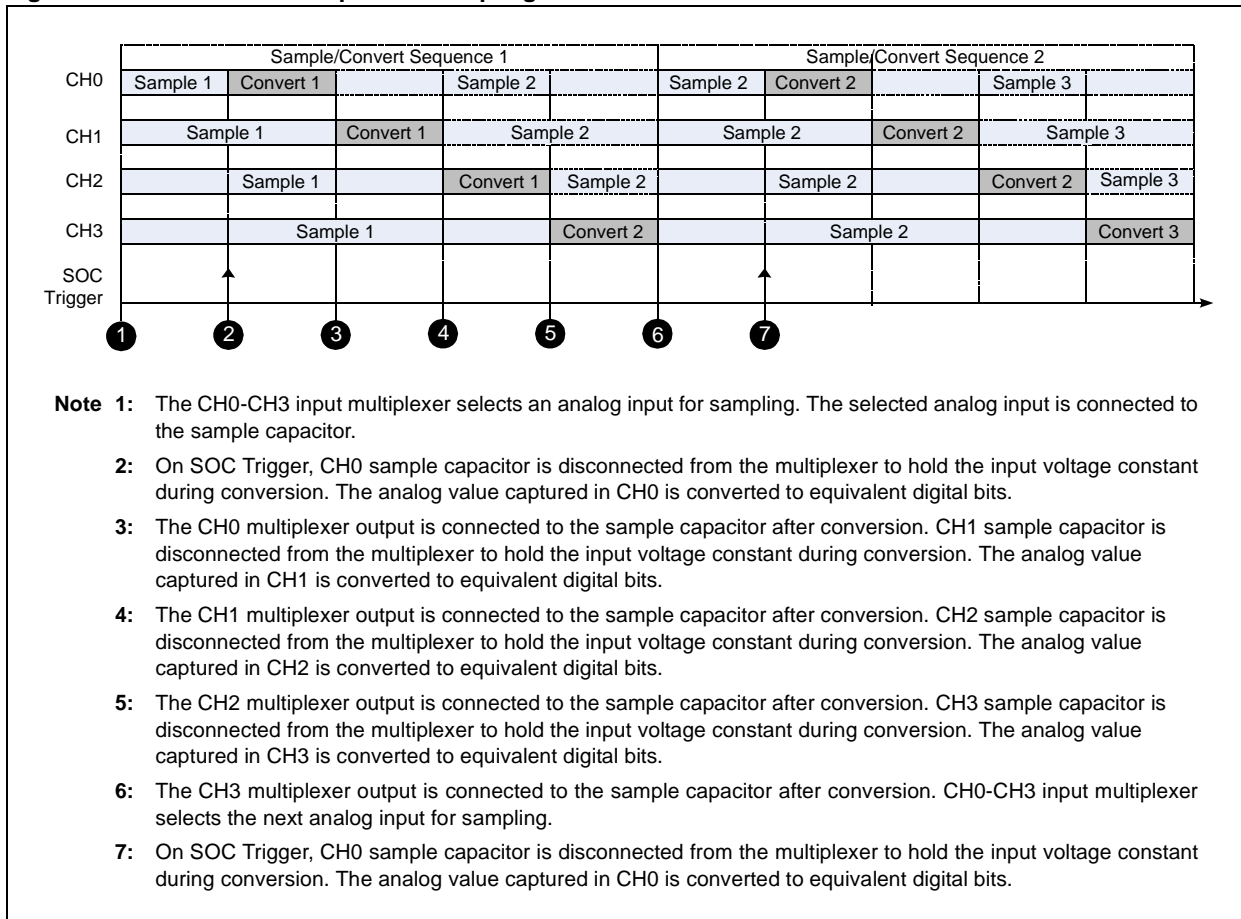 Sample/Convert Sequence 1 Sample/Convert Sequence 2
CH0 Sample 1 Convert 1 Sample 2 Sample 2 Convert 2 Sample 3
CH1 Sample 1 Convert 1 Sample 2 Sample 2 Convert 2 Sample 3
CH2 Sample 1 Convert 1 Sample 2 Sample 2 Convert 2 Sample 3
CH3 Sample 1 Convert 2 Sample 2 Convert 3
SOC
Trigger
1 2 3 4 5 6 7
Note 1: The CH0-CH3 input multiplexer selects an analog input for sampling. The selected analog input is connected to
the sample capacitor.
2: On SOC Trigger, CH0 sample capacitor is disconnected from the multiplexer to hold the input voltage constant
during conversion. The analog value captured in CH0 is converted to equivalent digital bits.
3: The CH0 multiplexer output is connected to the sample capacitor after conversion. CH1 sample capacitor is
disconnected from the multiplexer to hold the input voltage constant during conversion. The analog value
captured in CH1 is converted to equivalent digital bits.
4: The CH1 multiplexer output is connected to the sample capacitor after conversion. CH2 sample capacitor is
disconnected from the multiplexer to hold the input voltage constant during conversion. The analog value
captured in CH2 is converted to equivalent digital bits.
5: The CH2 multiplexer output is connected to the sample capacitor after conversion. CH3 sample capacitor is
disconnected from the multiplexer to hold the input voltage constant during conversion. The analog value
captured in CH3 is converted to equivalent digital bits.
6: The CH3 multiplexer output is connected to the sample capacitor after conversion. CH0-CH3 input multiplexer
selects the next analog input for sampling.
7: On SOC Trigger, CH0 sample capacitor is disconnected from the multiplexer to hold the input voltage constant
during conversion. The analog value captured in CH0 is converted to equivalent digital bits.